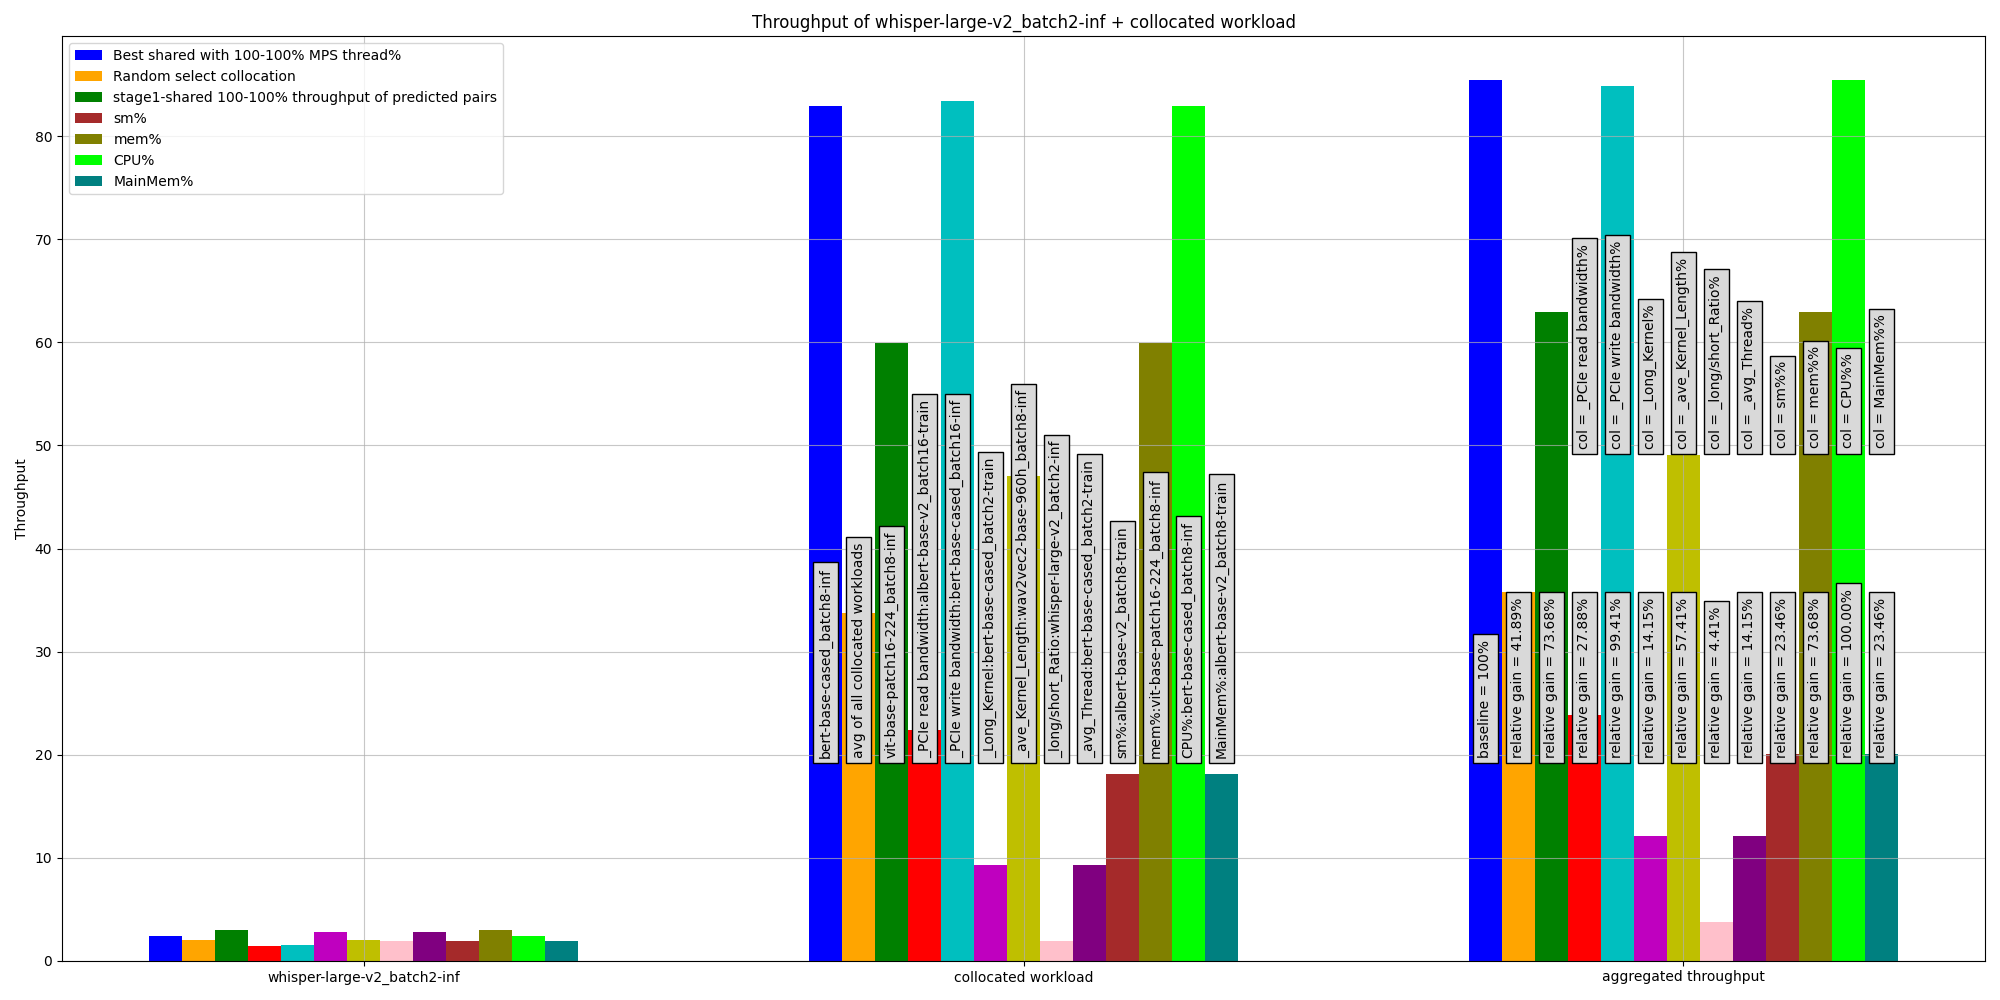 Throughput of whisper-large-v2_batch2-inf + collocated workload
Best shared with 100-100% MPS thread%
Random select collocation
stage1-shared 100-100% throughput of predicted pairs
sm%
mem%
CPU%
MainMem%
Throughput
80
70
60
50
40
30
20
10
0
bert-base-cased_batch8-inf
avg of all collocated workloads
vit-base-patch16-224_batch8-inf
_PCIe read bandwidth:albert-base-v2_batch16-train
_PCIe write bandwidth:bert-base-cased_batch16-inf
_Long_Kernel:bert-base-cased_batch2-train
_ave_Kernel_Length:wav2vec2-base-960h_batch8-inf
_long/short_Ratio:whisper-large-v2_batch2-inf
_avg_Thread:bert-base-cased_batch2-train
sm%:albert-base-v2_batch8-train
mem%:vit-base-patch16-224_batch8-inf
CPU%:bert-base-cased_batch8-inf
MainMem%:albert-base-v2_batch8-train
col = _PCIe read bandwidth%
col = _PCIe write bandwidth%
col = _Long_Kernel%
col = _ave_Kernel_Length%
col = _long/short_Ratio%
col = _avg_Thread%
col = sm%%
col = mem%%
col = CPU%%
col = MainMem%%
baseline = 100%
relative gain = 41.89%
relative gain = 73.68%
relative gain = 27.88%
relative gain = 99.41%
relative gain = 14.15%
relative gain = 57.41%
relative gain = 4.41%
relative gain = 14.15%
relative gain = 23.46%
relative gain = 73.68%
relative gain = 100.00%
relative gain = 23.46%
whisper-large-v2_batch2-inf
collocated workload
aggregated throughput